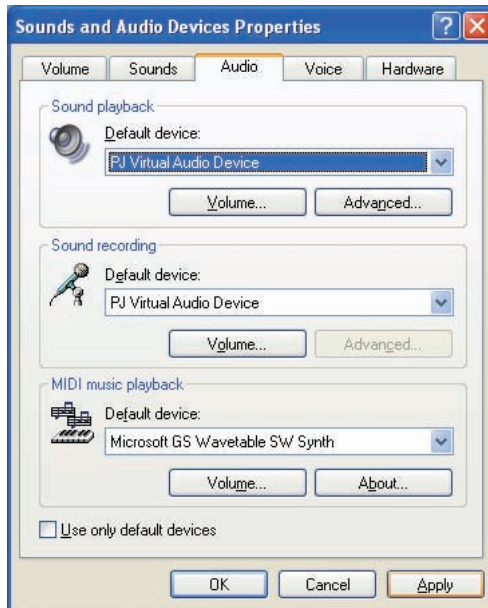 Sounds and Audio Devices Properties
Volume Sounds Audio Voice Hardware
Sound playback
Default device:
PJ Virtual Audio Device
Volume... Advanced...
Sound recording
Default device:
PJ Virtual Audio Device
Volume... Advanced...
MIDI music playback
Default device:
Microsoft GS Wavetable SW Synth
Volume... About...
Use only default devices
OK Cancel Apply